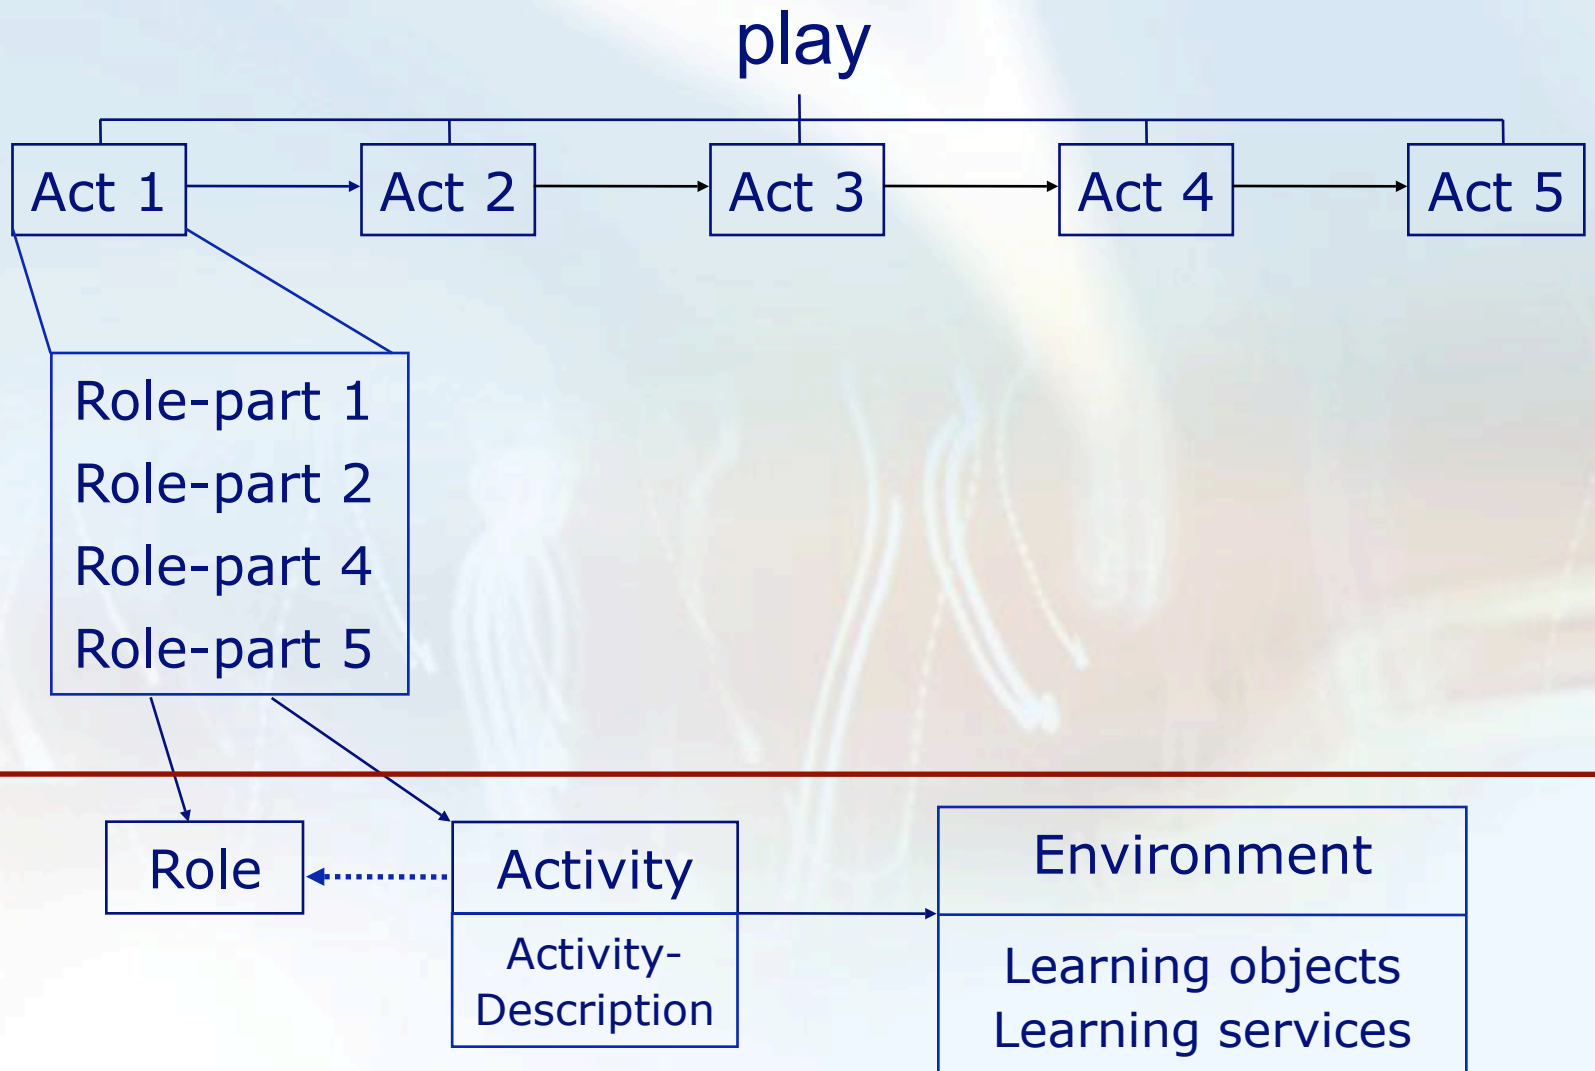 play
Act 1
Act 2
Act 3
Act 4
Act 5
Role-part 1
Role-part 2
Role-part 4
Role-part 5
Role
Activity
Activity-
Description
Environment
Learning objects
Learning services